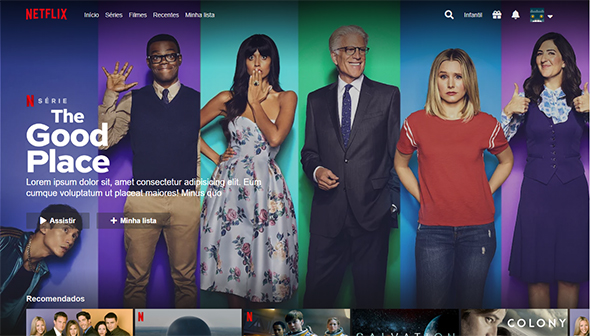 NETFLIX
Início Séries Filmes Recentes Minha lista
Infantil
N SÉRIE
The
Good
Place
Lorem ipsum dolor sit, amet consectetur adipisicing elit. Eum
cumque voluptatum ut placeat maiores! Minus quo
Assistir
Minha lista
Recomendados
N
N
SALVATION
COLONY
N